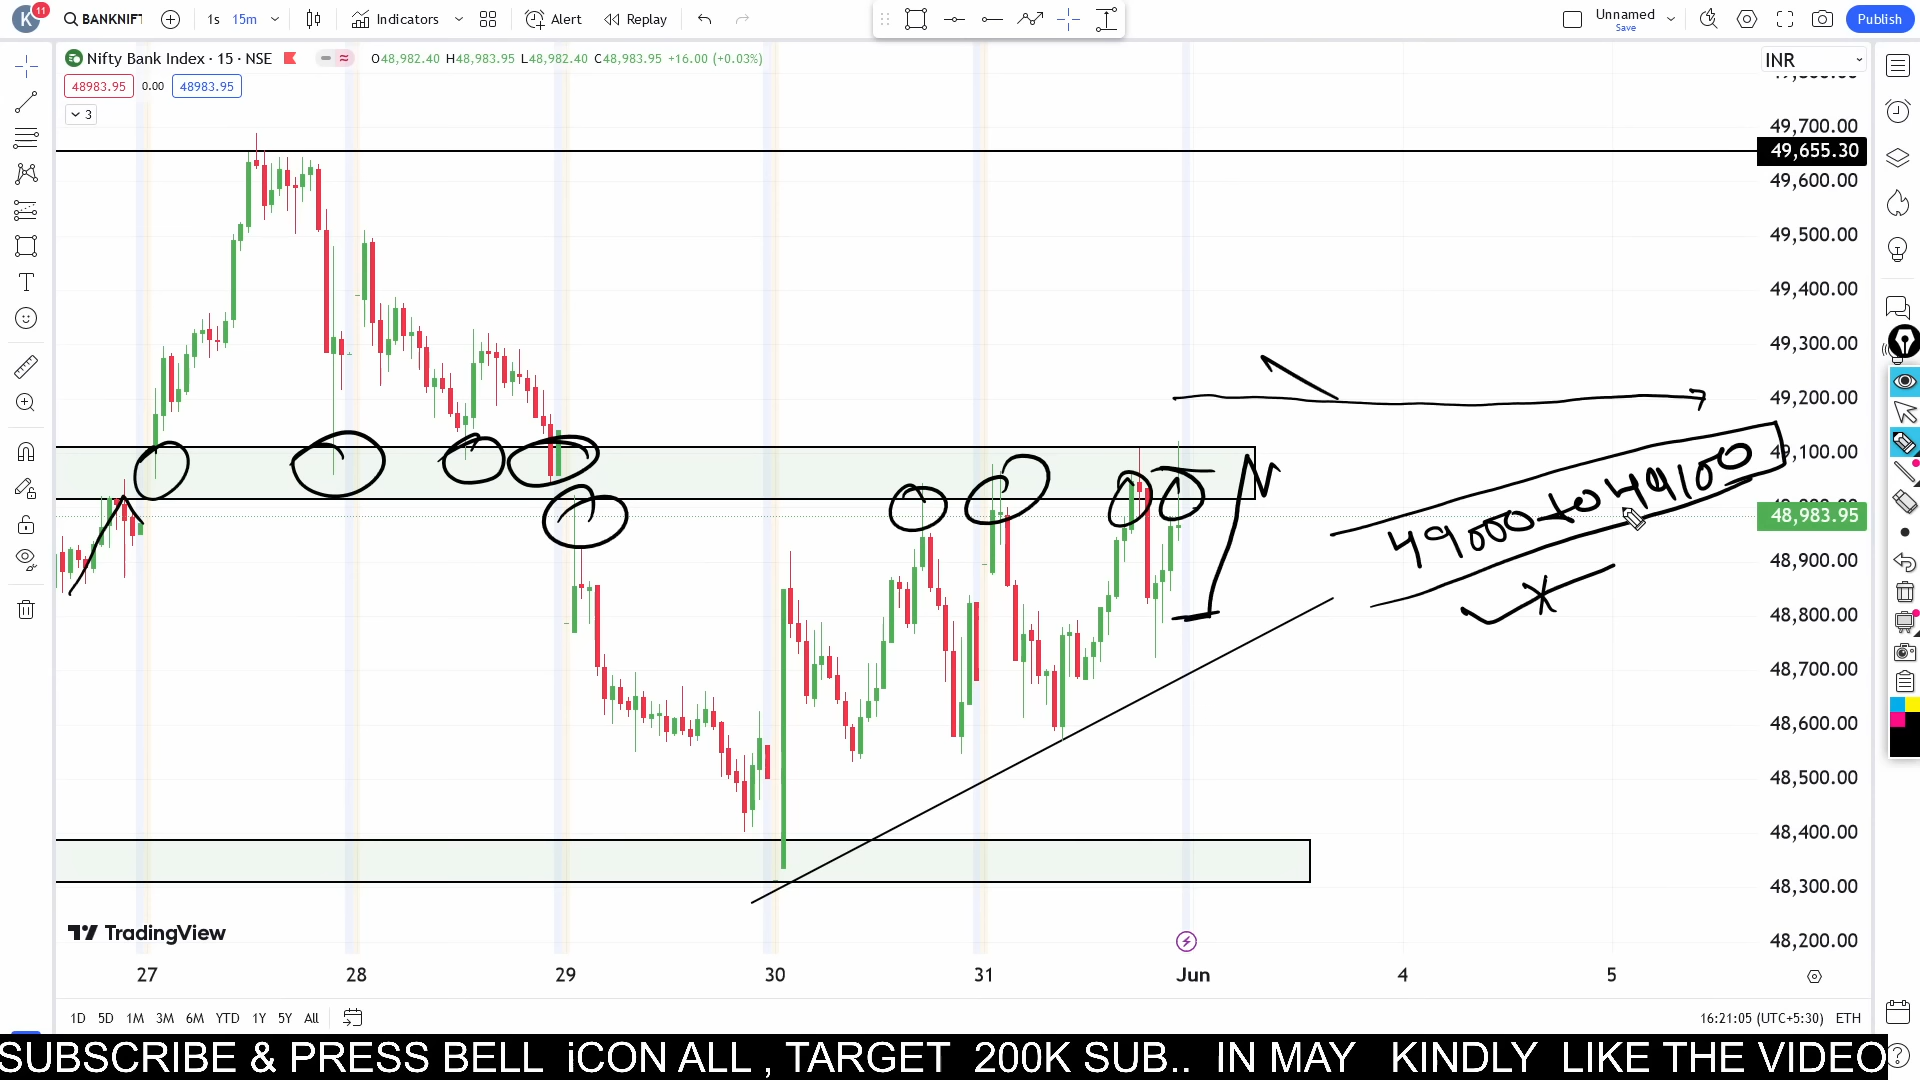 K 11 BANKNIFT 1s 15m Indicators Alert Replay Unnamed Save Publish
Nifty Bank Index · 15 · NSE O48,982.40 H48,983.95 L48,982.40 C48,983.95 +16.00 (+0.03%) INR
48983.95 0.00 48983.95
3
49,700.00
49,655.30
49,600.00
49,500.00
49,400.00
49,300.00
49,200.00
49,100.00
48,983.95
48,900.00
48,800.00
48,700.00
48,600.00
48,500.00
48,400.00
48,300.00
48,200.00
49000 to 49100
TradingView
27 28 29 30 31 Jun 4 5
1D 5D 1M 3M 6M YTD 1Y 5Y All 16:21:05 (UTC+5:30) ETH
SUBSCRIBE & PRESS BELL iCON ALL , TARGET 200K SUB.. IN MAY KINDLY LIKE THE VIDEO